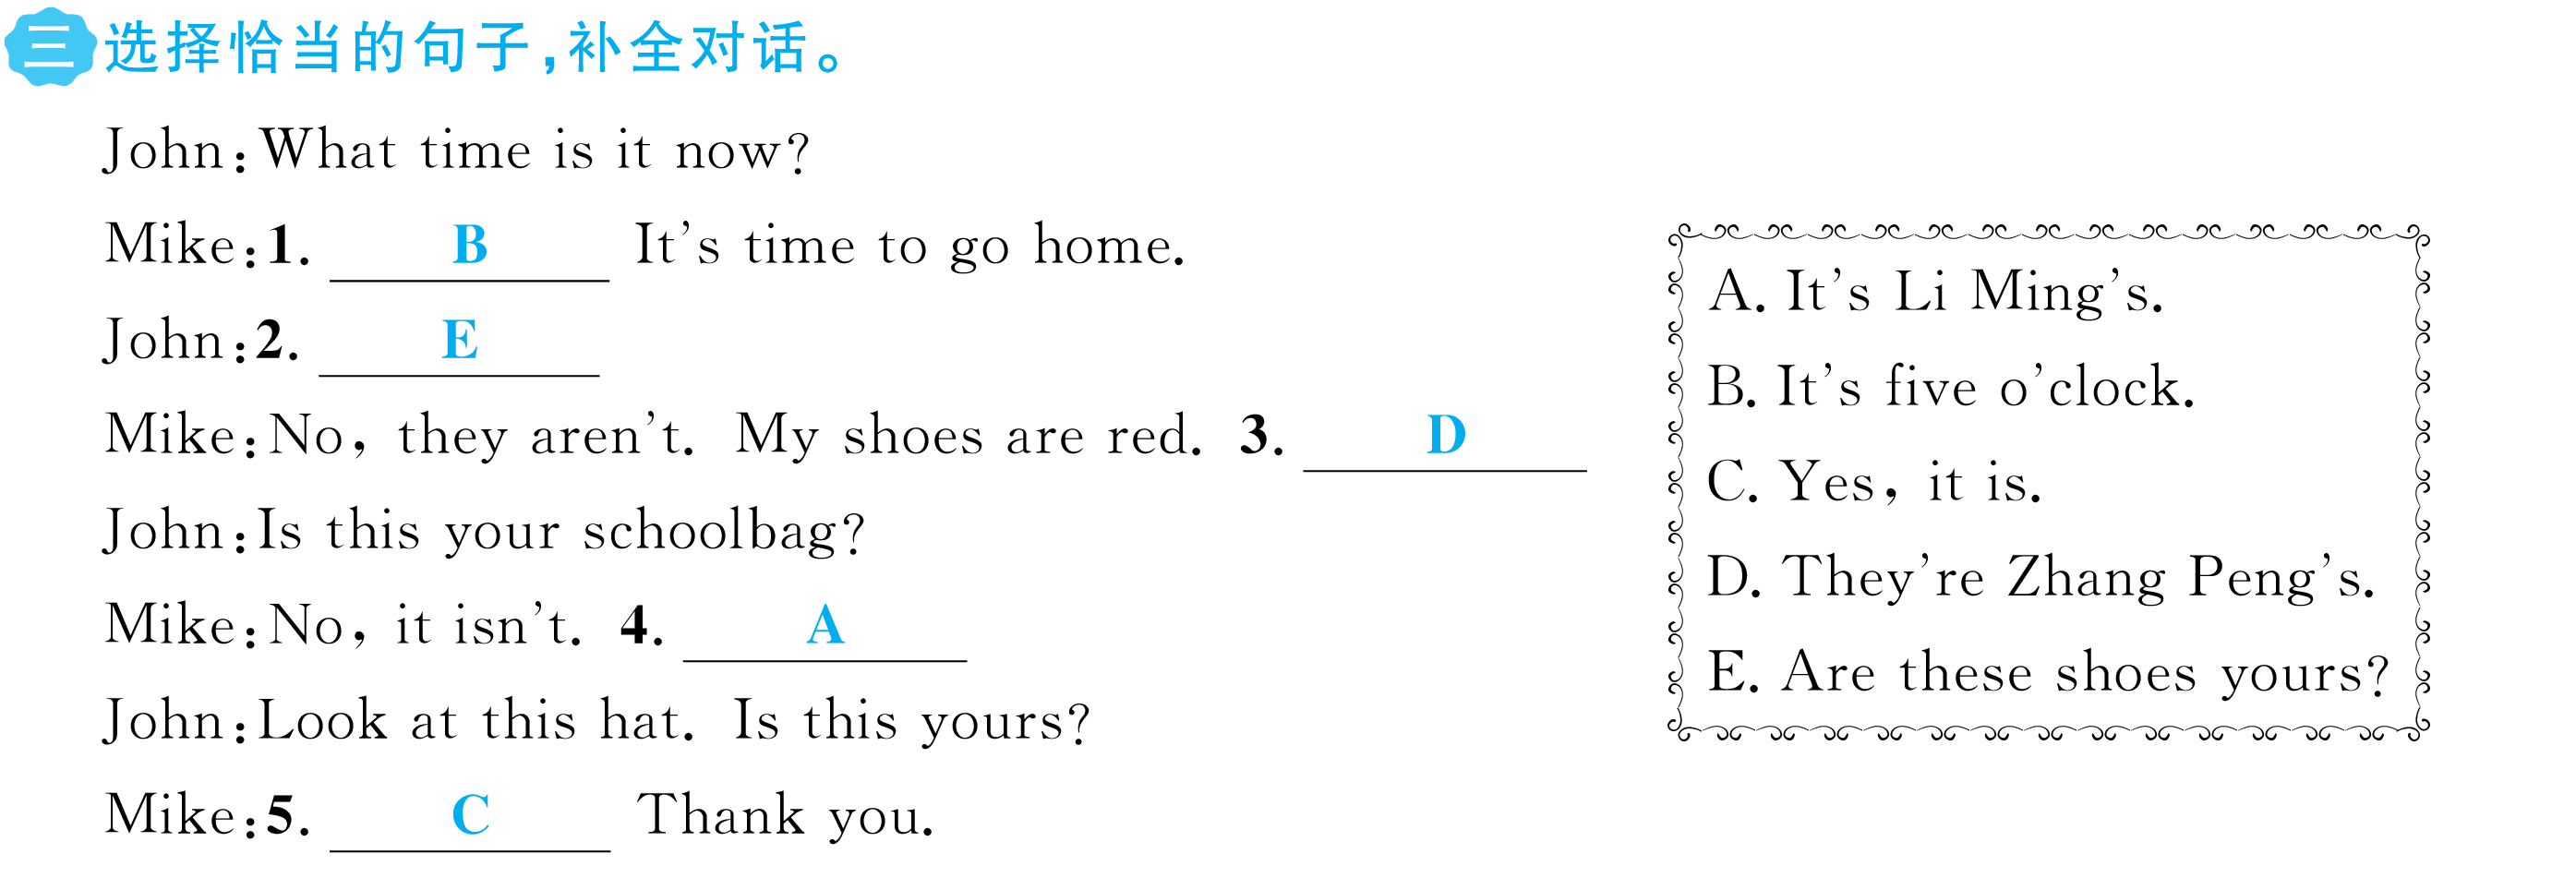 三 选择恰当的句子,补全对话。
John:What time is it now?
Mike:1. B It's time to go home.
John:2. E
Mike:No, they aren't. My shoes are red. 3. D
John:Is this your schoolbag?
Mike:No, it isn't. 4. A
John:Look at this hat. Is this yours?
Mike:5. C Thank you.
A. It's Li Ming's.
B. It's five o'clock.
C. Yes, it is.
D. They're Zhang Peng's.
E. Are these shoes yours?